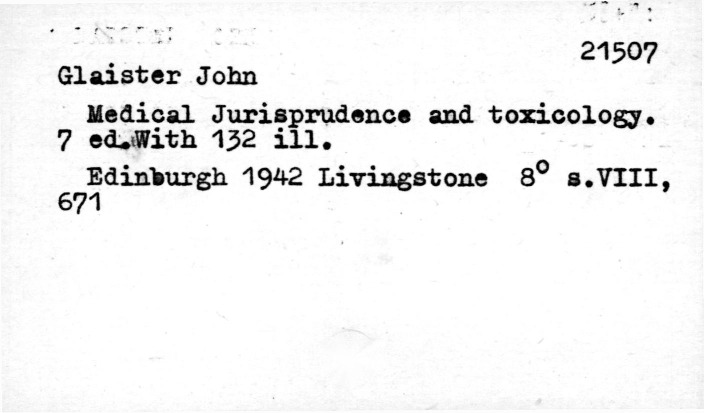 21507
Glaister John
Medical Jurisprudence and toxicology.
7 ed.With 132 ill.
Edinburgh 1942 Livingstone 8° s.VIII,
671